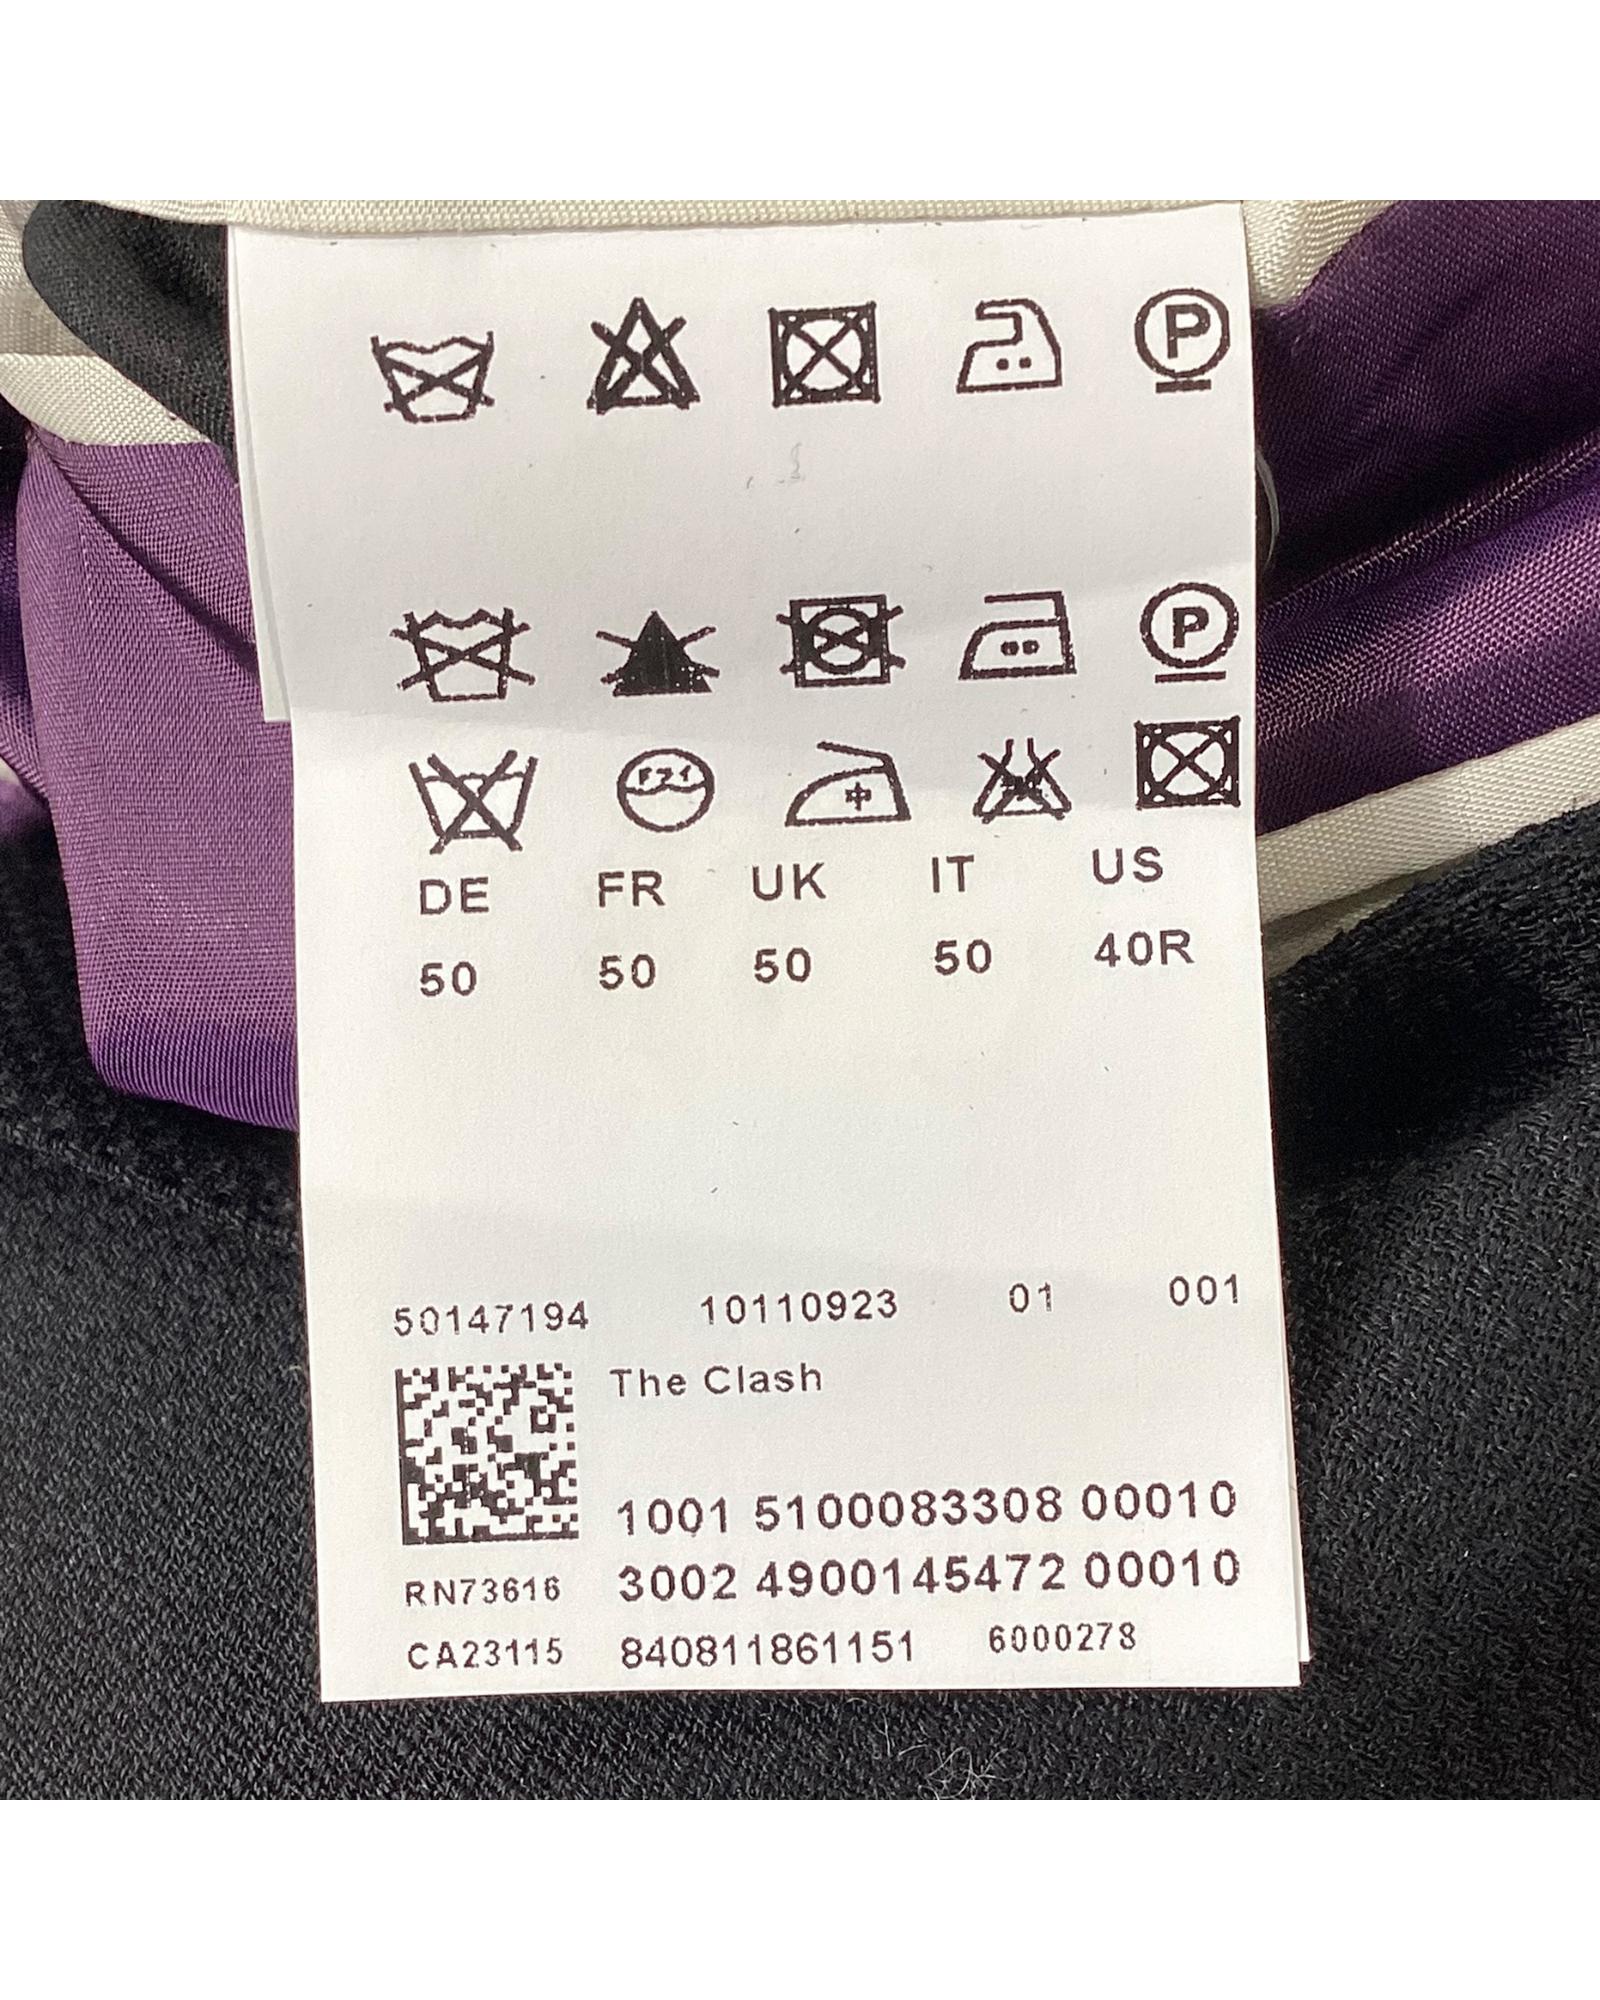 P
P
DE FR UK IT US
50 50 50 50 40R
50147194 10110923 01 001
The Clash
1001 5100083308 00010
RN73616 3002 4900145472 00010
CA23115 840811861151 6000278